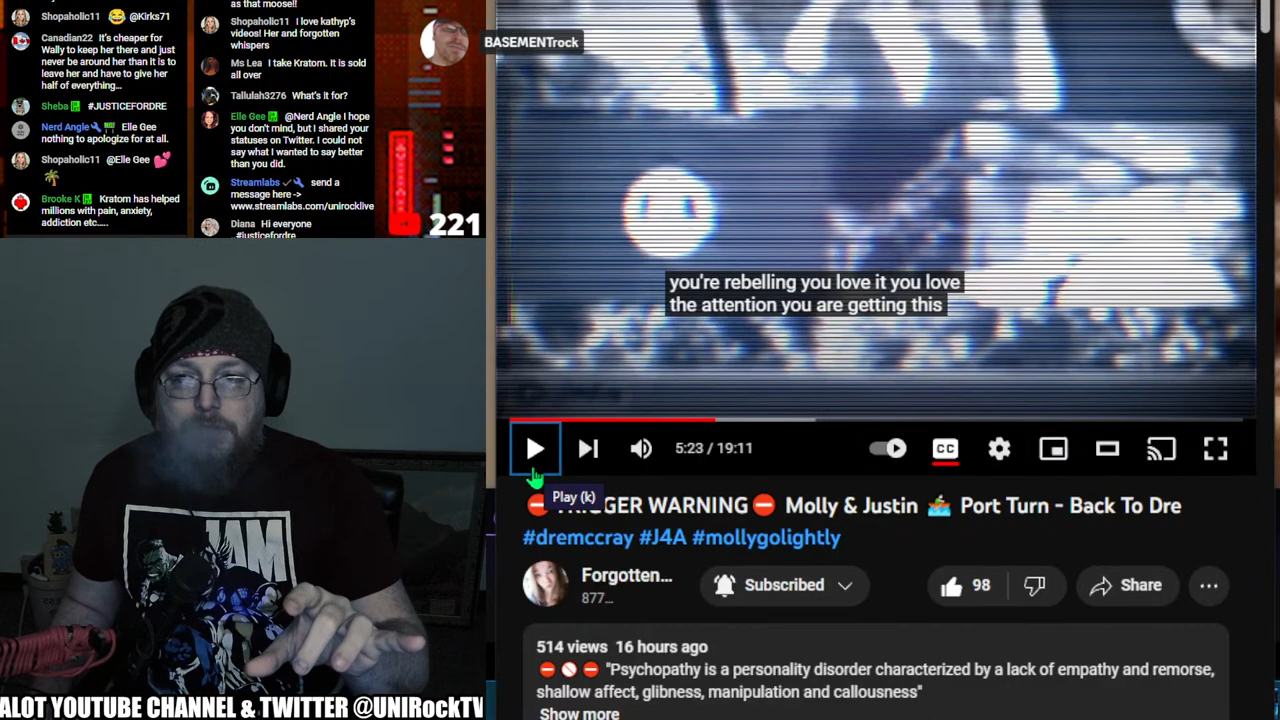 Shopaholic11 😂 @Kirks71
Canadian22 It's cheaper for
Wally to keep her there and just
never be around her than it is to
leave her and have to give her
half of everything...
Sheba #JUSTICEFORDRE
Nerd Angle Elle Gee
nothing to apologize for at all.
Shopaholic11 @Elle Gee 💕
🌴
Brooke K Kratom has helped
millions with pain, anxiety,
addiction etc.....
as that moose!!
Shopaholic11 I love kathyp's
videos! Her and forgotten
whispers
Ms Lea I take Kratom. It is sold
all over
Tallulah3276 What's it for?
Elle Gee @Nerd Angle I hope
you don't mind, but I shared your
statuses on Twitter. I could not
say what I wanted to say better
than you did.
Streamlabs send a
message here ->
www.streamlabs.com/unirocklive
Diana Hi everyone
..#justicefordre
221
BASEMENTrock
you're rebelling you love it you love
the attention you are getting this
5:23 / 19:11
CC
Play (k)
⛔TRIGGER WARNING⛔ Molly & Justin 🚣 Port Turn - Back To Dre
#dremccray #J4A #mollygolightly
Forgotten...
877...
Subscribed
98
Share
514 views 16 hours ago
⛔🚫⛔ "Psychopathy is a personality disorder characterized by a lack of empathy and remorse,
shallow affect, glibness, manipulation and callousness"
Show more
JAM
ALOT YOUTUBE CHANNEL & TWITTER @UNIRockTV